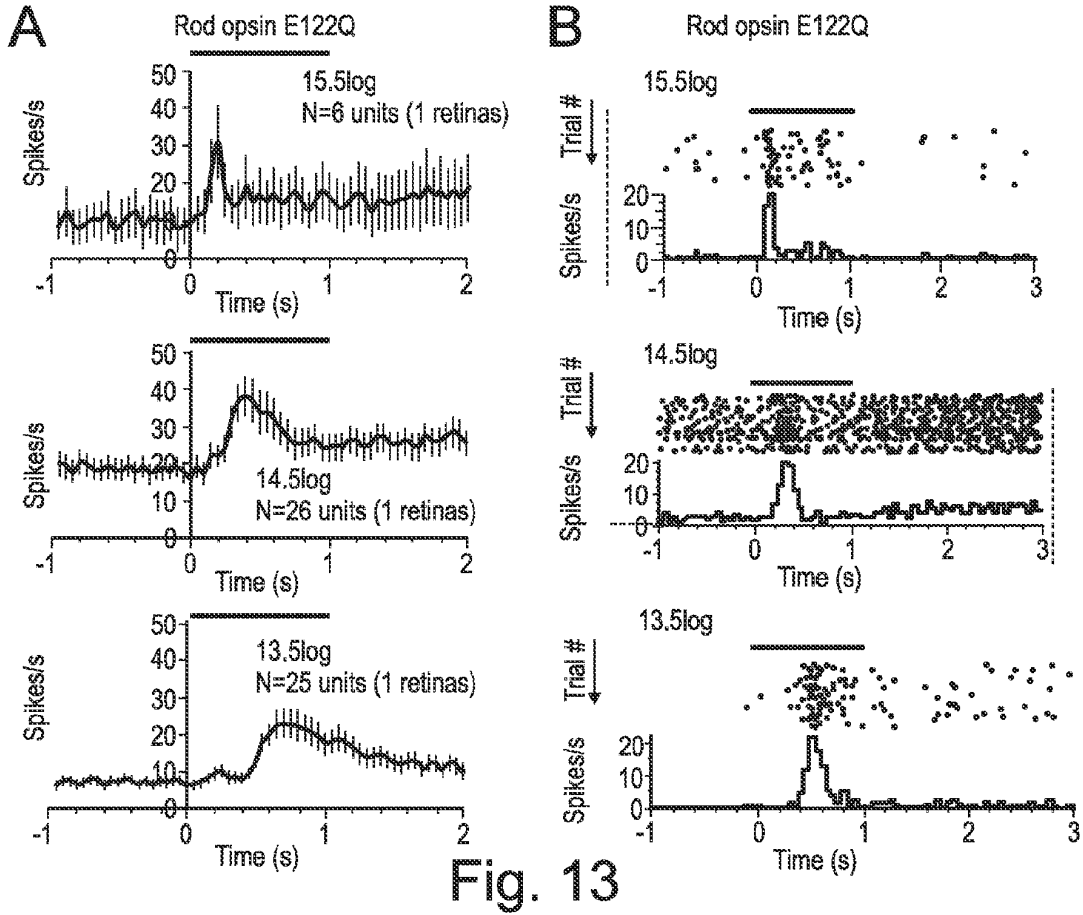 A
Rod opsin E122Q
15.5log
N=6 units (1 retinas)
Spikes/s
50
40
30
20
10
0
-1 0 1 2
Time (s)
14.5log
N=26 units (1 retinas)
Spikes/s
50
40
30
20
10
0
-1 0 1 2
Time (s)
13.5log
N=25 units (1 retinas)
Spikes/s
50
40
30
20
10
0
-1 0 1 2
Time (s)
B
Rod opsin E122Q
15.5log
Trial #
Spikes/s
20
10
0
-1 0 1 2 3
Time (s)
14.5log
Trial #
Spikes/s
20
10
0
-1 0 1 2 3
Time (s)
13.5log
Trial #
Spikes/s
20
10
0
-1 0 1 2 3
Time (s)
Fig. 13